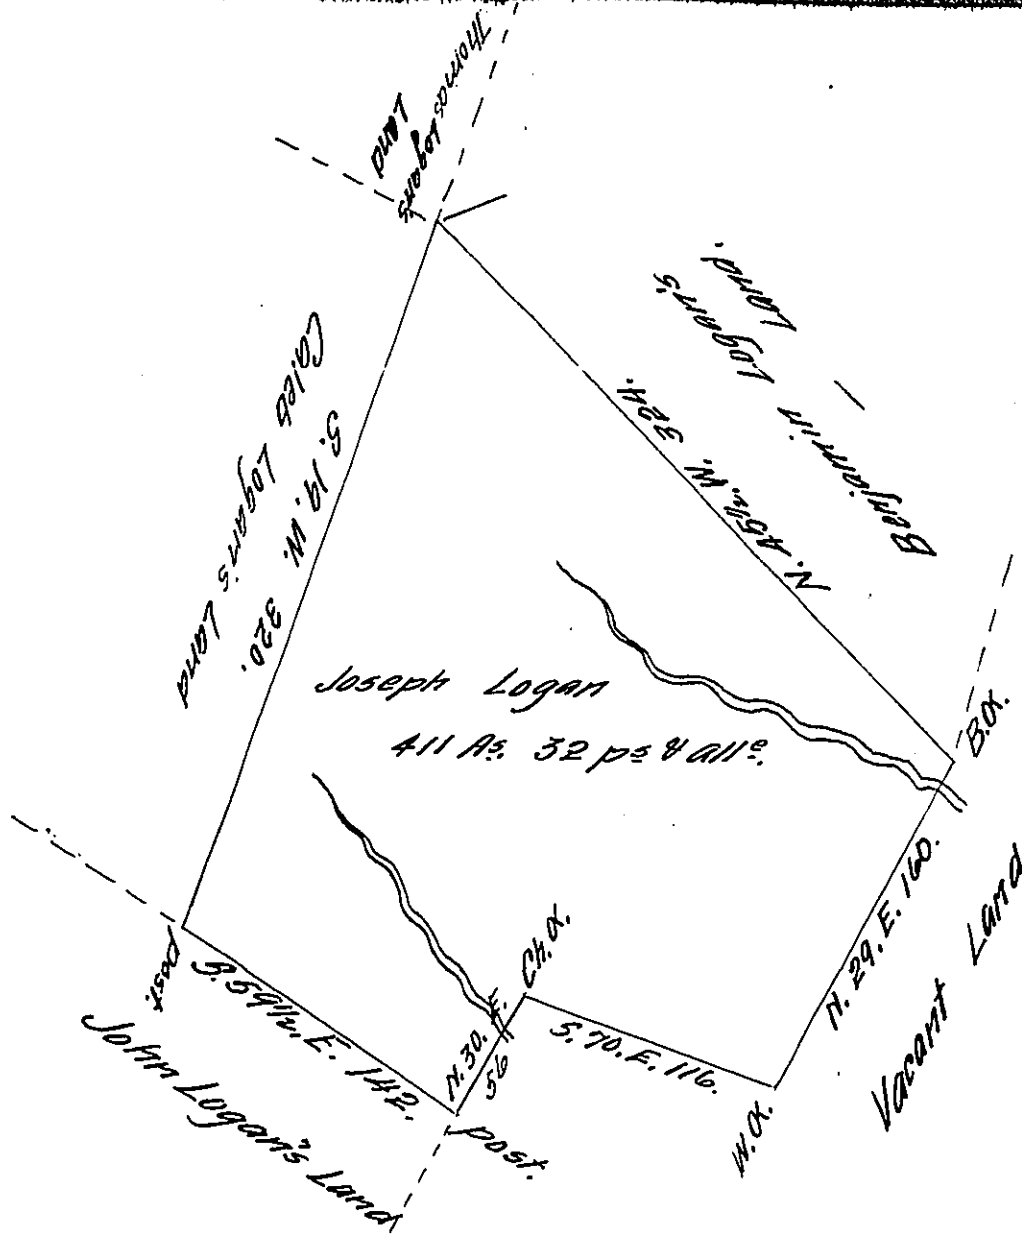 Thomas Logan's
Land
Benjamin Logan's
Land.
N. 45½. W. 324.
Caleb Logan's Land
S. 19. W. 320.
Joseph Logan
411 As. 32 ps & alle.
B.O.
N. 29. E. 160.
Vacant Land
Ch.O.
post.
S. 59½. E. 142.
N. 30. E.
56
S. 70. E. 116.
W.O.
post.
John Logan's Land